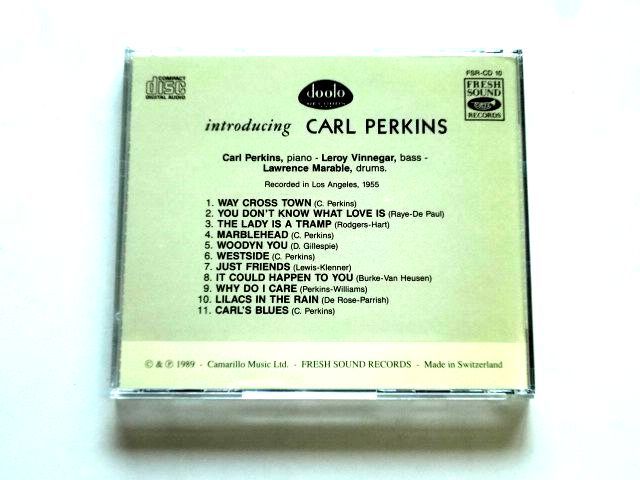 COMPACT
disc
DIGITAL AUDIO
doolo
RECORDS
FSR-CD 10
FRESH
SOUND
RECORDS
introducing CARL PERKINS
Carl Perkins, piano - Leroy Vinnegar, bass -
Lawrence Marable, drums.
Recorded in Los Angeles, 1955
1. WAY CROSS TOWN (C. Perkins)
2. YOU DON'T KNOW WHAT LOVE IS (Raye-De Paul)
3. THE LADY IS A TRAMP (Rodgers-Hart)
4. MARBLEHEAD (C. Perkins)
5. WOODYN YOU (D. Gillespie)
6. WESTSIDE (C. Perkins)
7. JUST FRIENDS (Lewis-Klenner)
8. IT COULD HAPPEN TO YOU (Burke-Van Heusen)
9. WHY DO I CARE (Perkins-Williams)
10. LILACS IN THE RAIN (De Rose-Parrish)
11. CARL'S BLUES (C. Perkins)
© & ℗ 1989 - Camarillo Music Ltd. - FRESH SOUND RECORDS - Made in Switzerland